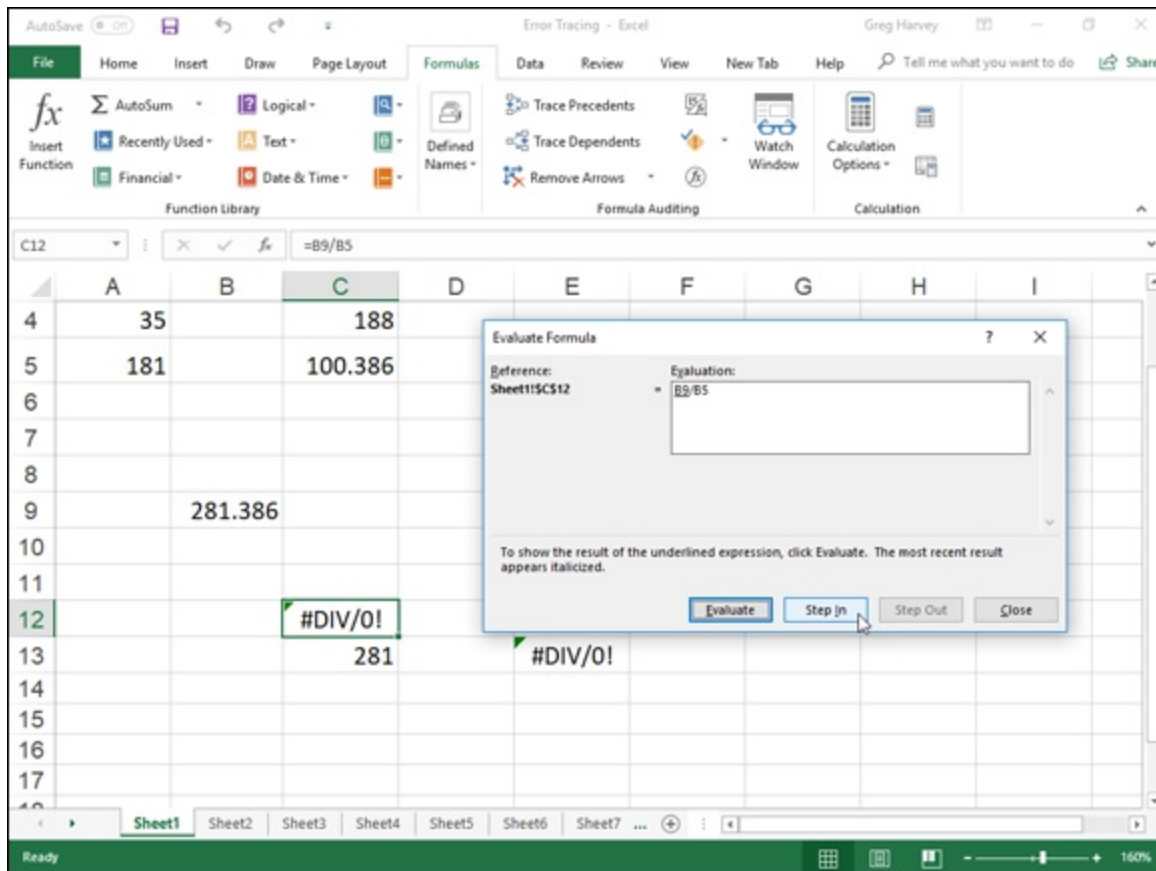 AutoSave Off Error Tracing - Excel Greg Harvey
File Home Insert Draw Page Layout Formulas Data Review View New Tab Help Tell me what you want to do Share
fx Insert Function
Σ AutoSum
Recently Used
Financial
? Logical
A Text
Date & Time
θ
...
Function Library
Defined Names
Trace Precedents
Trace Dependents
Remove Arrows
fx
Watch Window
Formula Auditing
Calculation Options
Calculation
C12 fx =B9/B5
A B C D E F G H I
4 35 188
5 181 100.386
6
7
8
9 281.386
10
11
12 #DIV/0!
13 281 #DIV/0!
14
15
16
17
Evaluate Formula ?
Reference: Evaluation:
Sheet1!$C$12 = B9/B5
To show the result of the underlined expression, click Evaluate. The most recent result
appears italicized.
Evaluate Step In Step Out Close
Sheet1 Sheet2 Sheet3 Sheet4 Sheet5 Sheet6 Sheet7 ...
Ready - + 160%